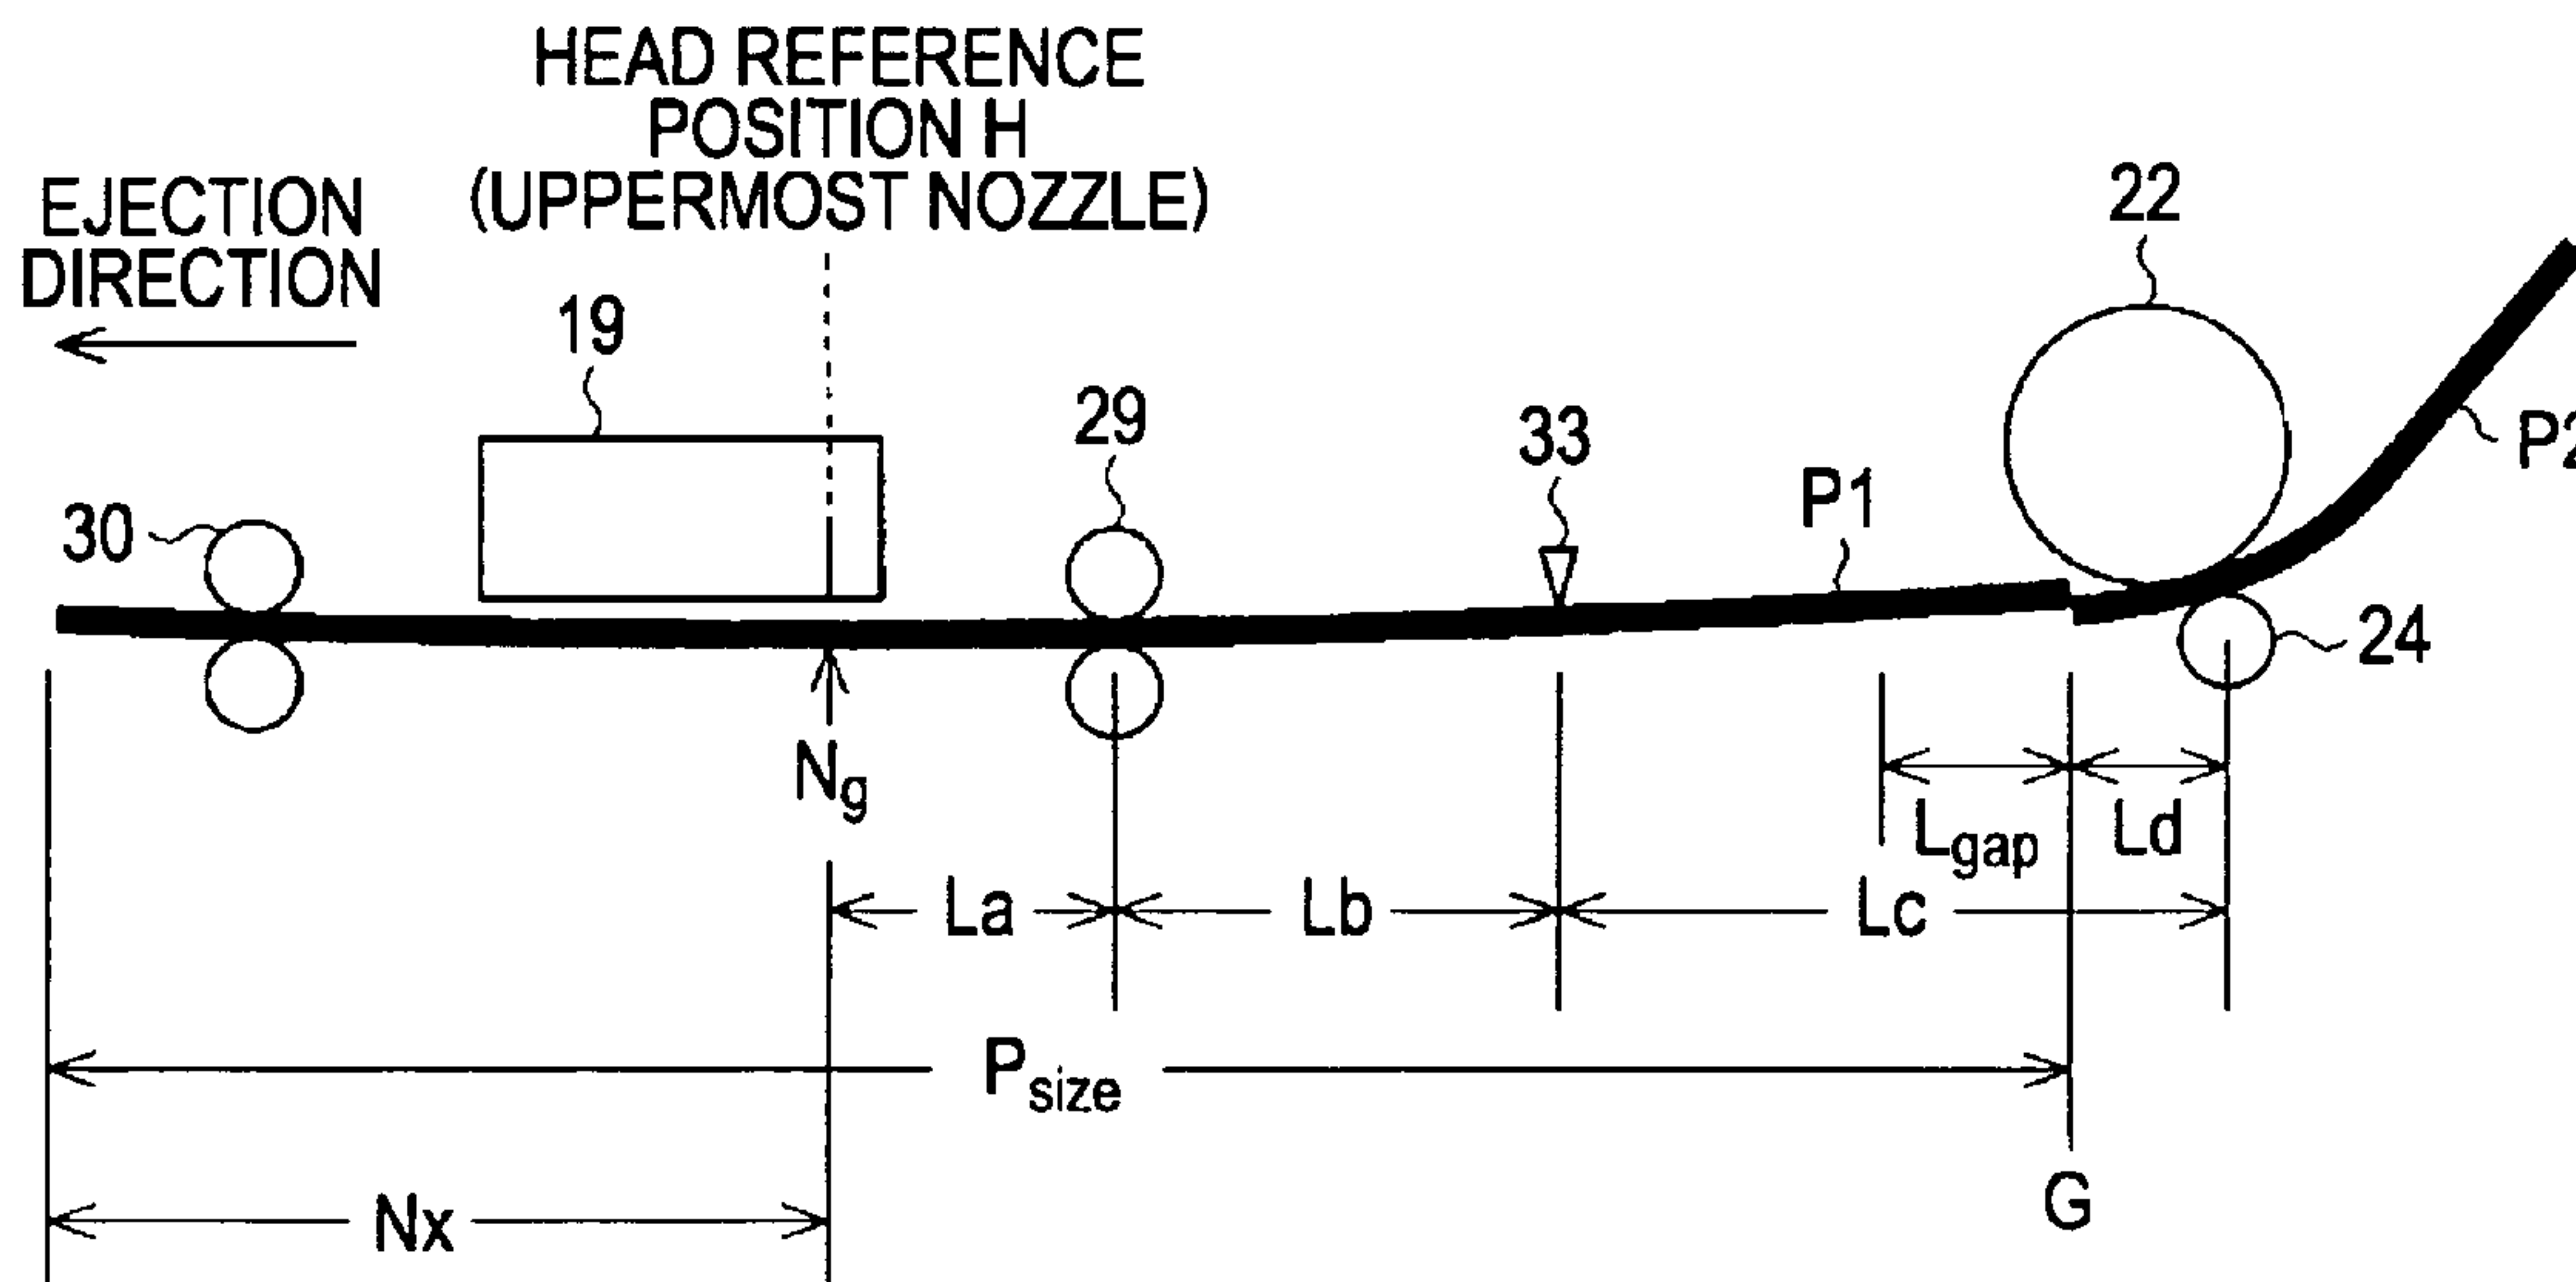 HEAD REFERENCE
POSITION H
(UPPERMOST NOZZLE)
EJECTION
DIRECTION
22
19
29
33
P1
P2
30
24
Ng
Lgap
Ld
La
Lb
Lc
Psize
G
Nx